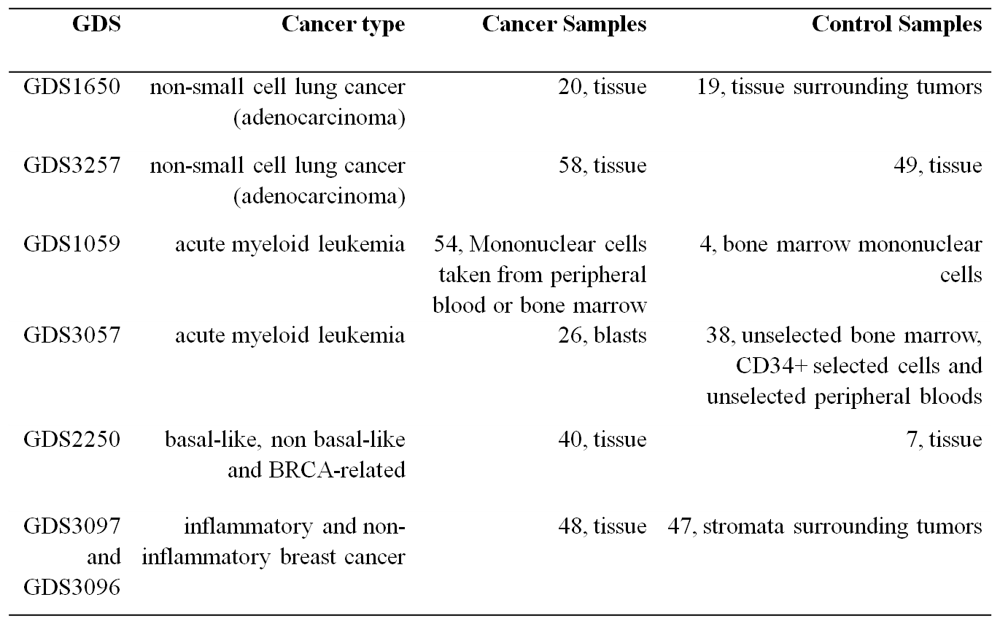 GDS Cancer type Cancer Samples Control Samples
GDS1650 non-small cell lung cancer 20, tissue 19, tissue surrounding tumors
(adenocarcinoma)
GDS3257 non-small cell lung cancer 58, tissue 49, tissue
(adenocarcinoma)
GDS1059 acute myeloid leukemia 54, Mononuclear cells 4, bone marrow mononuclear
taken from peripheral cells
blood or bone marrow
GDS3057 acute myeloid leukemia 26, blasts 38, unselected bone marrow,
CD34+ selected cells and
unselected peripheral bloods
GDS2250 basal-like, non basal-like 40, tissue 7, tissue
and BRCA-related
GDS3097 inflammatory and non- 48, tissue 47, stromata surrounding tumors
and inflammatory breast cancer
GDS3096